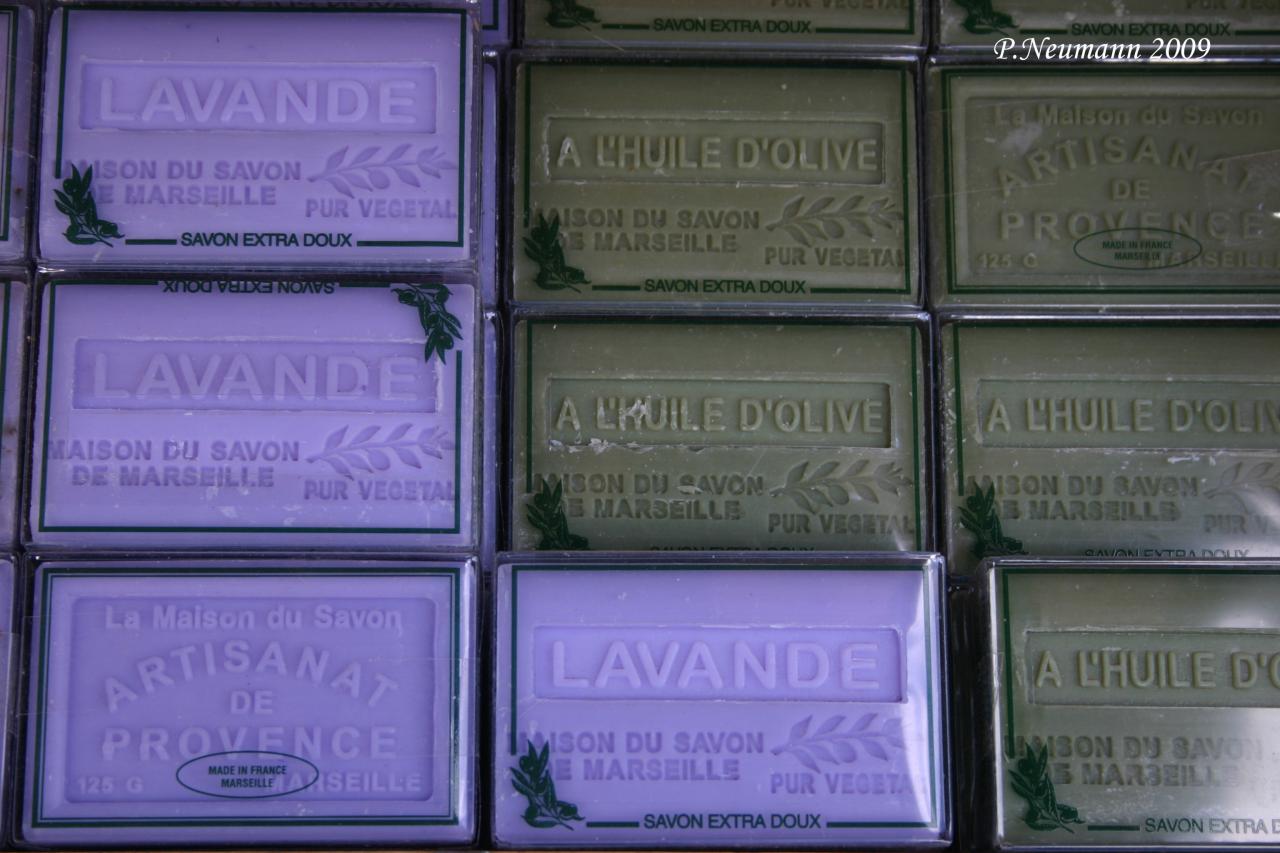 SAVON EXTRA DOUX
SAVON EXTRA DOUX
P.Neumann 2009
LAVANDE
MAISON DU SAVON
DE MARSEILLE
PUR VEGETAL
SAVON EXTRA DOUX
A L'HUILE D'OLIVE
MAISON DU SAVON
DE MARSEILLE
PUR VEGETAL
SAVON EXTRA DOUX
La Maison du Savon
ARTISANAT
DE
PROVENCE
MADE IN FRANCE
MARSEILLE
125 G
MARSEILLE
SAVON EXTRA DOUX
LAVANDE
MAISON DU SAVON
DE MARSEILLE
PUR VEGETAL
A L'HUILE D'OLIVE
MAISON DU SAVON
DE MARSEILLE
PUR VEGETAL
SAVON EXTRA DOUX
A L'HUILE D'OLIV
MAISON DU SAVON
DE MARSEILLE
PUR V
SAVON EXTRA DOUX
La Maison du Savon
ARTISANAT
DE
PROVENCE
MADE IN FRANCE
MARSEILLE
125 G
MARSEILLE
LAVANDE
MAISON DU SAVON
DE MARSEILLE
PUR VEGETAL
SAVON EXTRA DOUX
A L'HUILE D'O
MAISON DU SAVON
DE MARSEILLE
SAVON EXTRA D